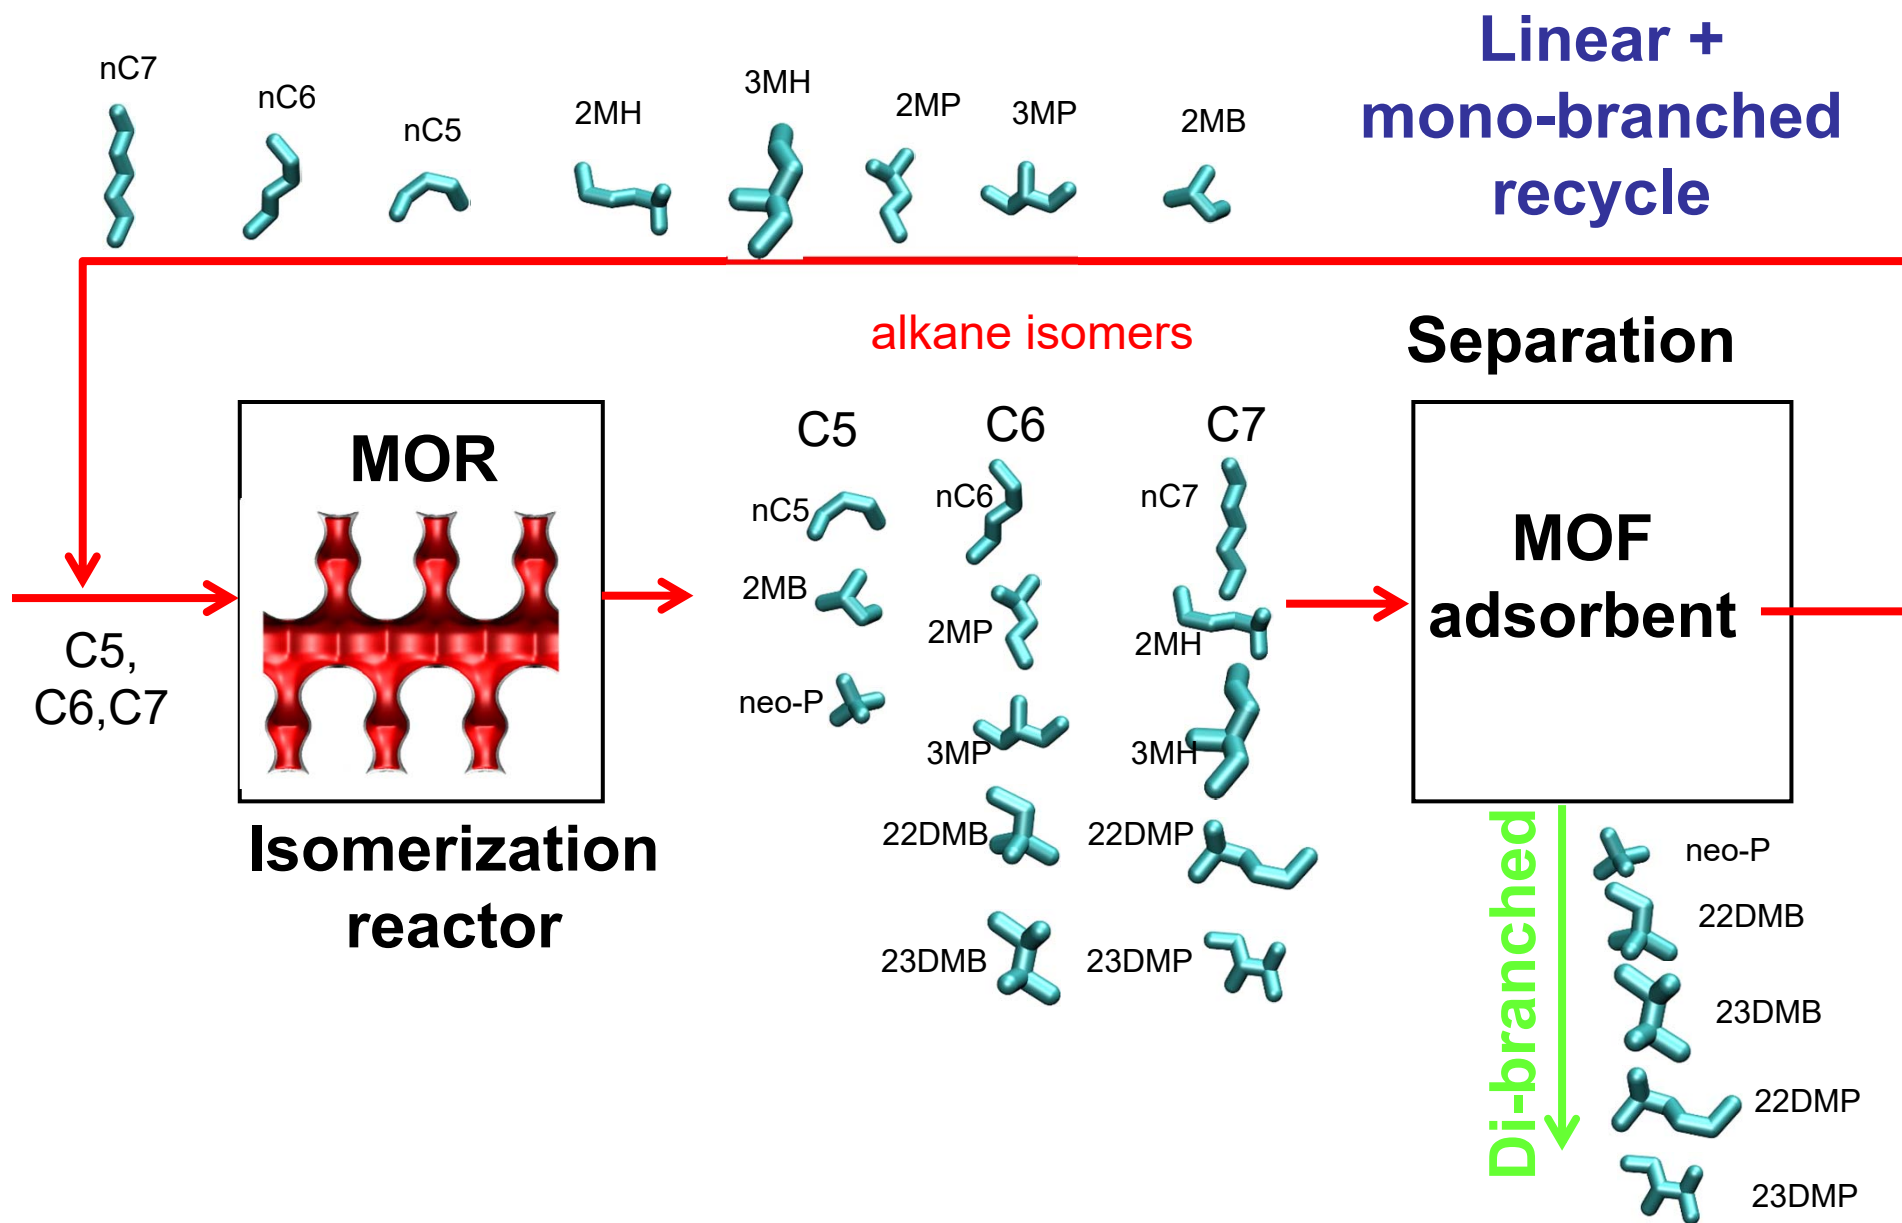 Linear +
mono-branched
recycle
nC7
nC6
nC5
2MH
3MH
2MP
3MP
2MB
alkane isomers
Separation
MOR
Isomerization
reactor
C5,
C6,C7
C5
nC5
2MB
neo-P
C6
nC6
2MP
3MP
22DMB
23DMB
C7
nC7
2MH
3MH
22DMP
23DMP
MOF
adsorbent
Di-branched
neo-P
22DMB
23DMB
22DMP
23DMP